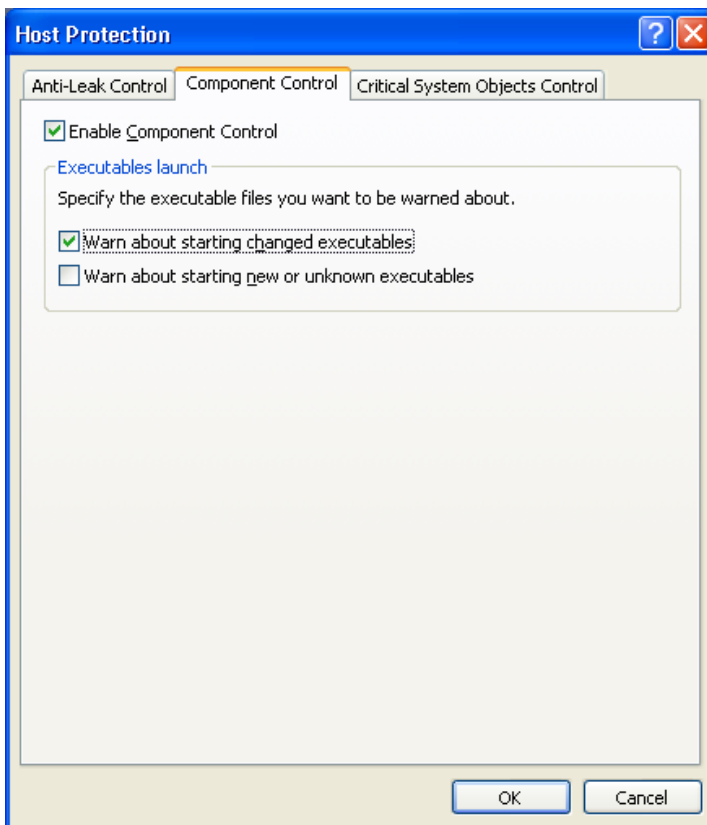 Host Protection
Anti-Leak Control Component Control Critical System Objects Control
Enable Component Control
Executables launch
Specify the executable files you want to be warned about.
Warn about starting changed executables
Warn about starting new or unknown executables
OK Cancel